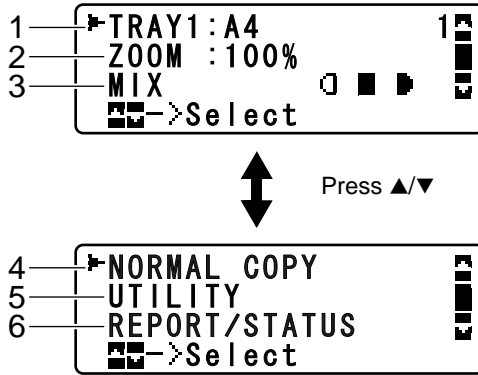 1 TRAY1:A4 1
2 ZOOM :100%
3 MIX
->Select
Press ▲/▼
4 NORMAL COPY
5 UTILITY
6 REPORT/STATUS
->Select